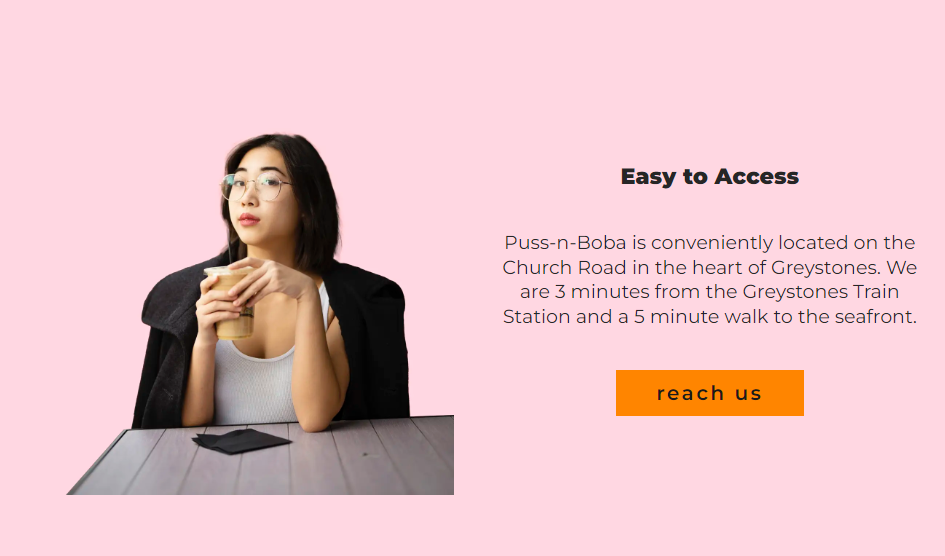 Easy to Access
Puss-n-Boba is conveniently located on the
Church Road in the heart of Greystones. We
are 3 minutes from the Greystones Train
Station and a 5 minute walk to the seafront.
reach us